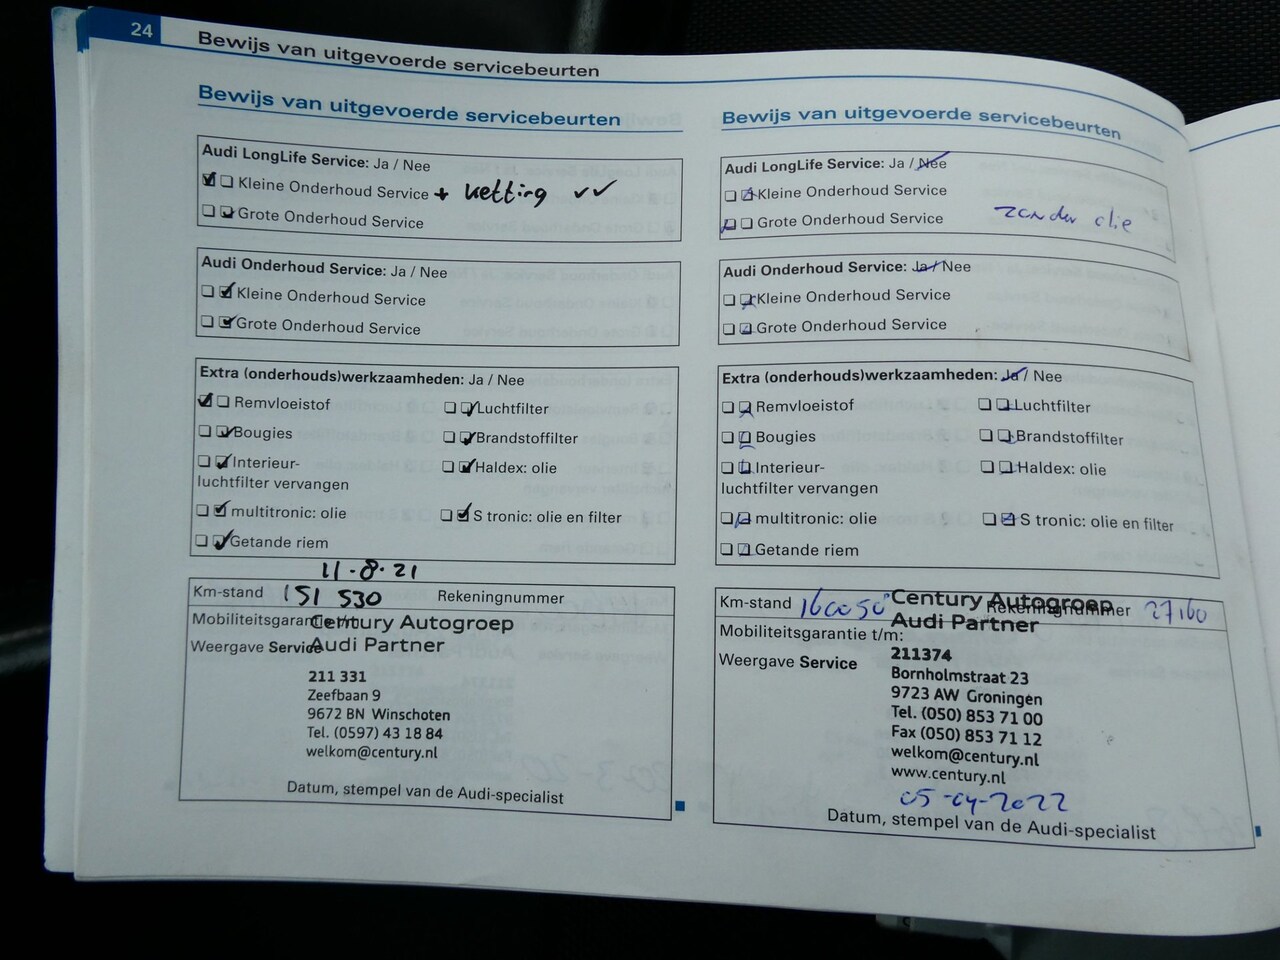 24
Bewijs van uitgevoerde servicebeurten
Bewijs van uitgevoerde servicebeurten
Audi LongLife Service: Ja / Nee
Kleine Onderhoud Service + vetting ✓✓
Grote Onderhoud Service
Audi Onderhoud Service: Ja / Nee
Kleine Onderhoud Service
Grote Onderhoud Service
Extra (onderhouds)werkzaamheden: Ja / Nee
Remvloeistof
Luchtfilter
Bougies
Brandstoffilter
Interieur-
luchtfilter vervangen
Haldex: olie
multitronic: olie
S tronic: olie en filter
Getande riem
11-8-21
Km-stand 151 530 Rekeningnummer
Mobiliteitsgarantie t/m:
Century Autogroep
Weergave Service
Audi Partner
211 331
Zeefbaan 9
9672 BN Winschoten
Tel. (0597) 43 18 84
welkom@century.nl
Datum, stempel van de Audi-specialist
Bewijs van uitgevoerde servicebeurten
Audi LongLife Service: Ja / Nee
Kleine Onderhoud Service
Grote Onderhoud Service
zonder olie
Audi Onderhoud Service: Ja / Nee
Kleine Onderhoud Service
Grote Onderhoud Service
Extra (onderhouds)werkzaamheden: Ja / Nee
Remvloeistof
Luchtfilter
Bougies
Brandstoffilter
Interieur-
luchtfilter vervangen
Haldex: olie
multitronic: olie
S tronic: olie en filter
Getande riem
Km-stand 160050 Rekeningnummer 27160
Century Autogroep
Mobiliteitsgarantie t/m:
Audi Partner
Weergave Service
211374
Bornholmstraat 23
9723 AW Groningen
Tel. (050) 853 71 00
Fax (050) 853 71 12
welkom@century.nl
www.century.nl
05-04-2022
Datum, stempel van de Audi-specialist